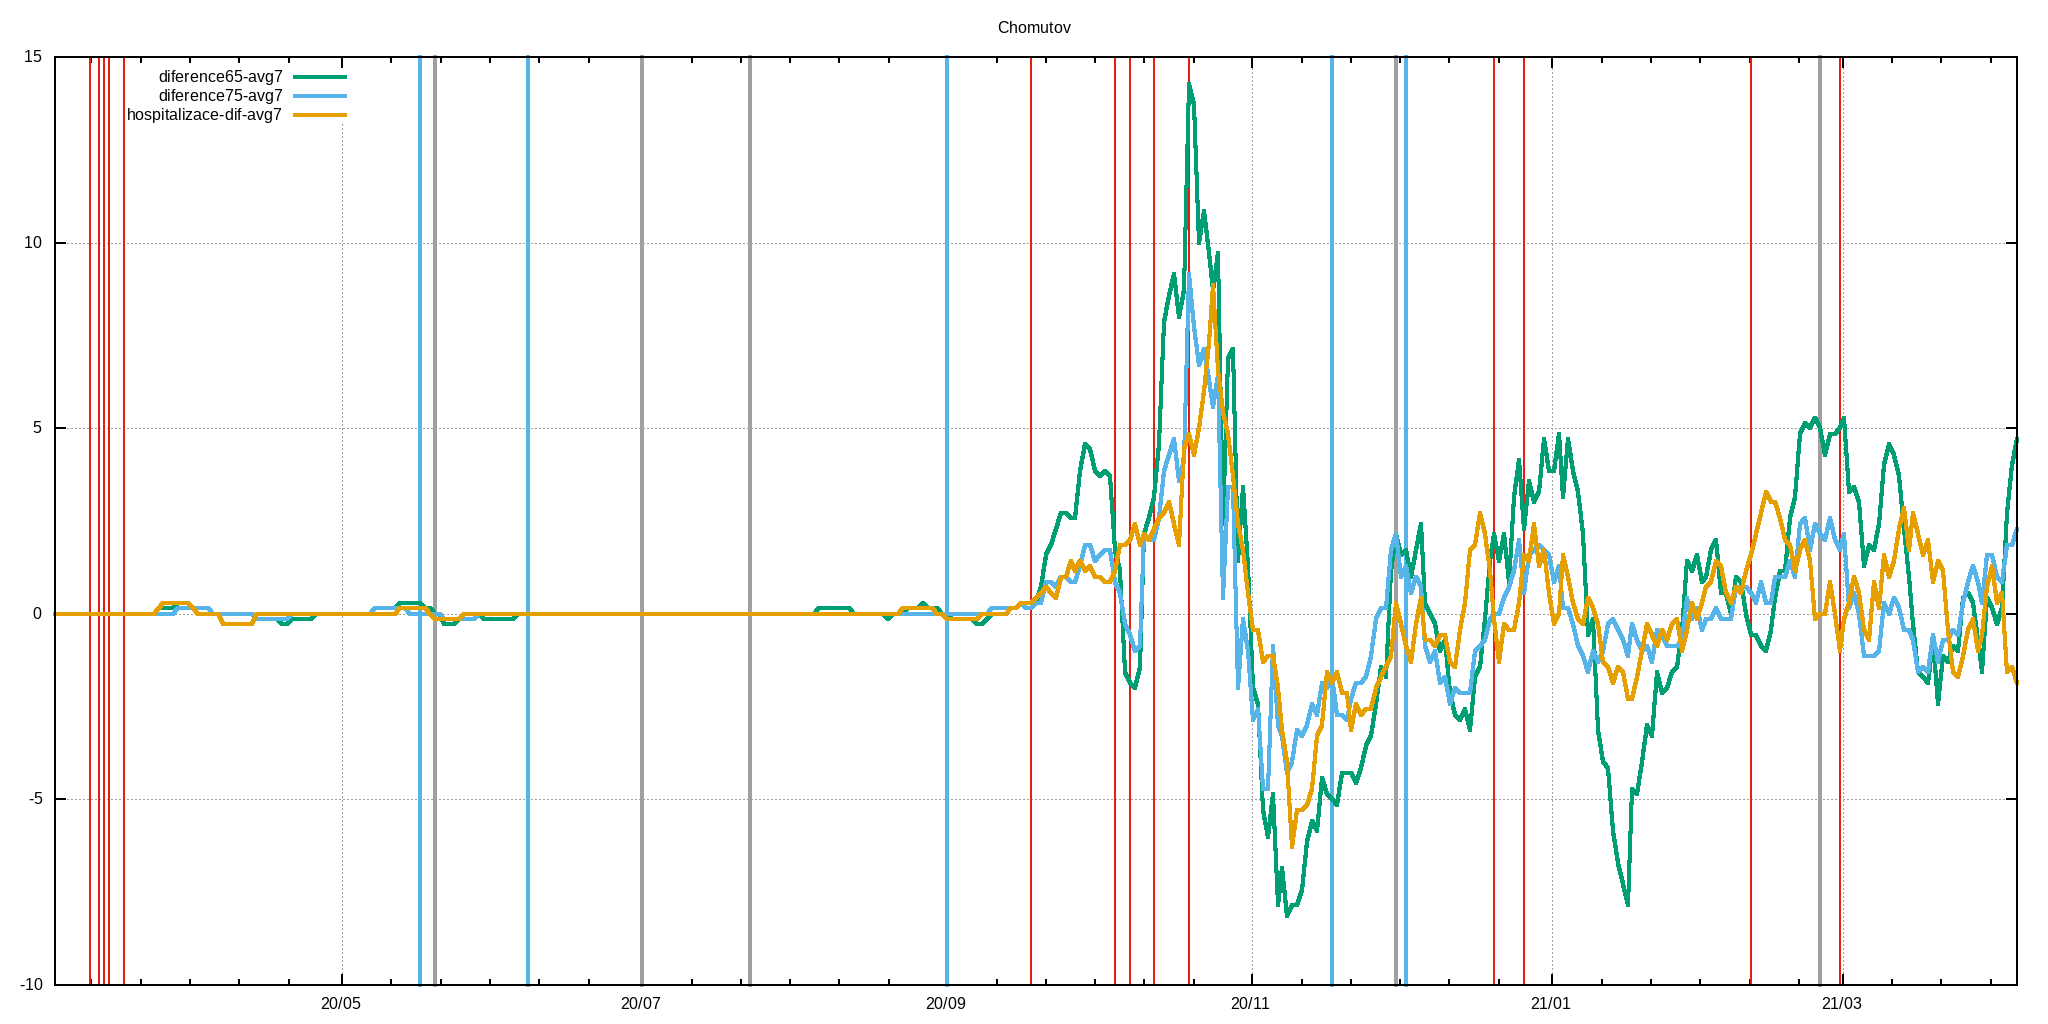 Chomutov
diference65-avg7
diference75-avg7
hospitalizace-dif-avg7
15
10
5
0
-5
-10
20/05 20/07 20/09 20/11 21/01 21/03